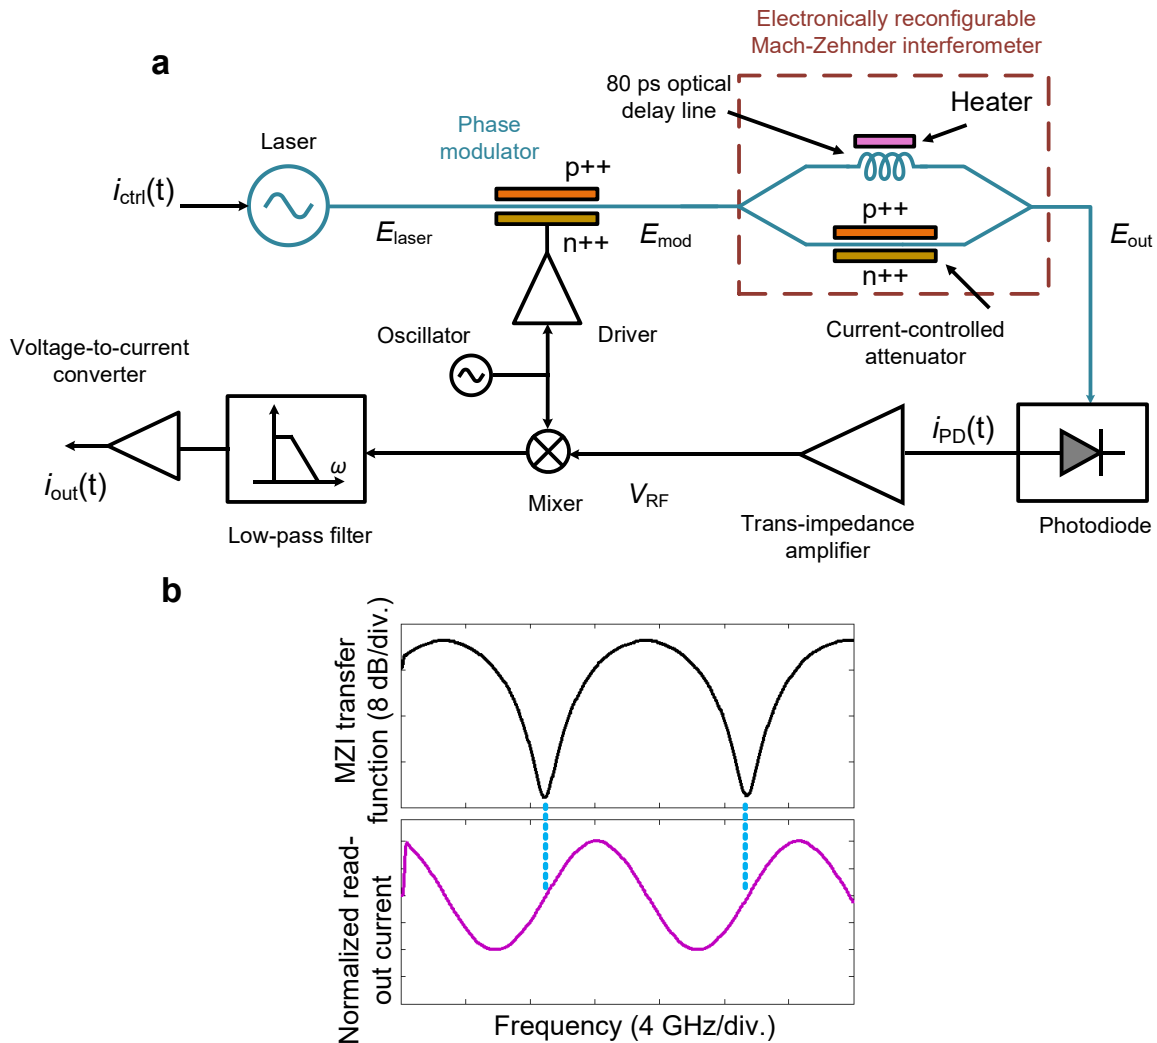 a
Electronically reconfigurable
Mach-Zehnder interferometer
80 ps optical
delay line
Heater
Laser
Phase
modulator
p++
i_ctrl(t)
E_laser
n++
E_mod
p++
n++
E_out
Oscillator
Driver
Current-controlled
attenuator
Voltage-to-current
converter
ω
i_out(t)
Low-pass filter
Mixer
V_RF
Trans-impedance
amplifier
i_PD(t)
Photodiode
b
MZI transfer
function (8 dB/div.)
Normalized read-
out current
Frequency (4 GHz/div.)